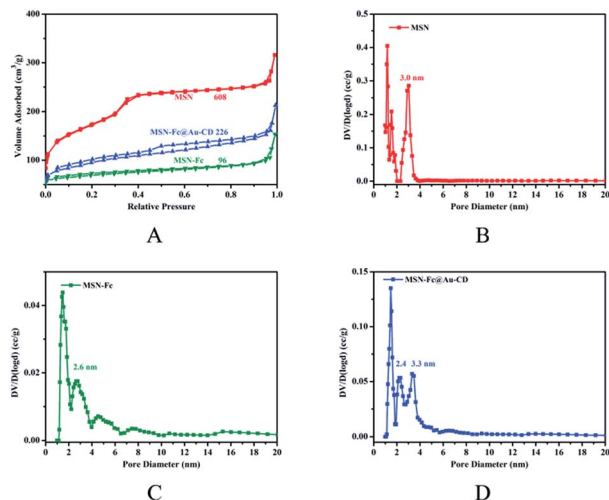 A
Volume Adsorbed (cm³/g)
300
200
100
MSN 608
MSN-Fc@Au-CD 226
MSN-Fc 96
0.0 0.2 0.4 0.6 0.8 1.0
Relative Pressure
A
B
DV/D(logd) (cc/g)
0.5
0.4
0.3
0.2
0.1
0.0
MSN
3.0 nm
0 2 4 6 8 10 12 14 16 18 20
Pore Diameter (nm)
B
C
DV/D(logd) (cc/g)
0.04
0.02
0.00
MSN-Fc
2.6 nm
0 2 4 6 8 10 12 14 16 18 20
Pore Diameter (nm)
C
D
DV/D(logd) (cc/g)
0.15
0.10
0.05
0.00
MSN-Fc@Au-CD
2.4 3.3 nm
0 2 4 6 8 10 12 14 16 18 20
Pore Diameter (nm)
D